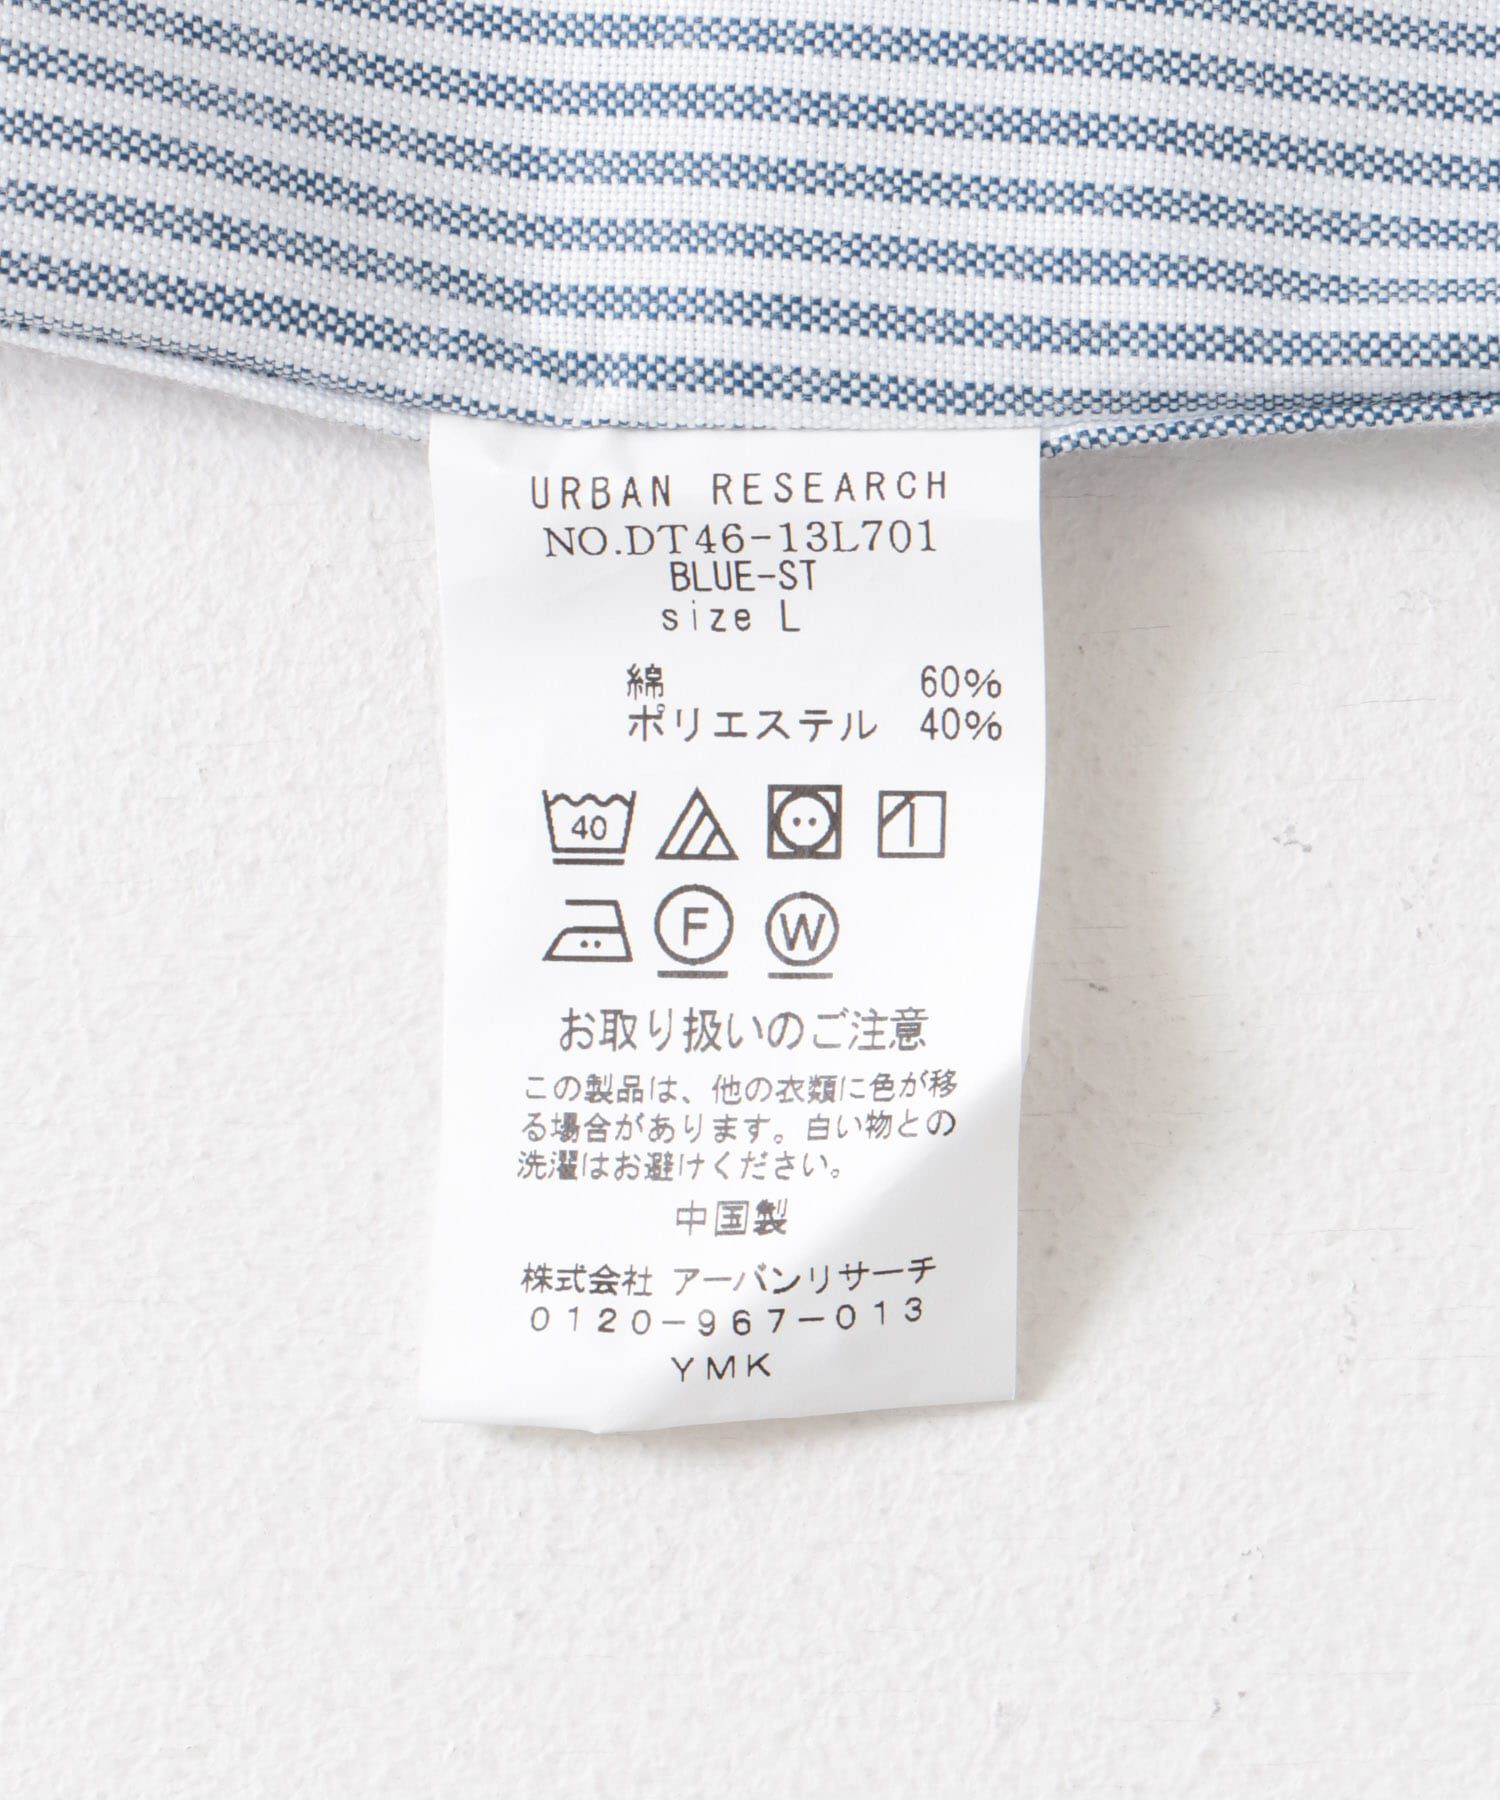 URBAN RESEARCH
NO.DT46-13L701
BLUE-ST
size L
綿 60%
ポリエステル 40%
40
F W
お取り扱いのご注意
この製品は、他の衣類に色が移
る場合があります。白い物との
洗濯はお避けください。
中国製
株式会社 アーバンリサーチ
0120-967-013
YMK